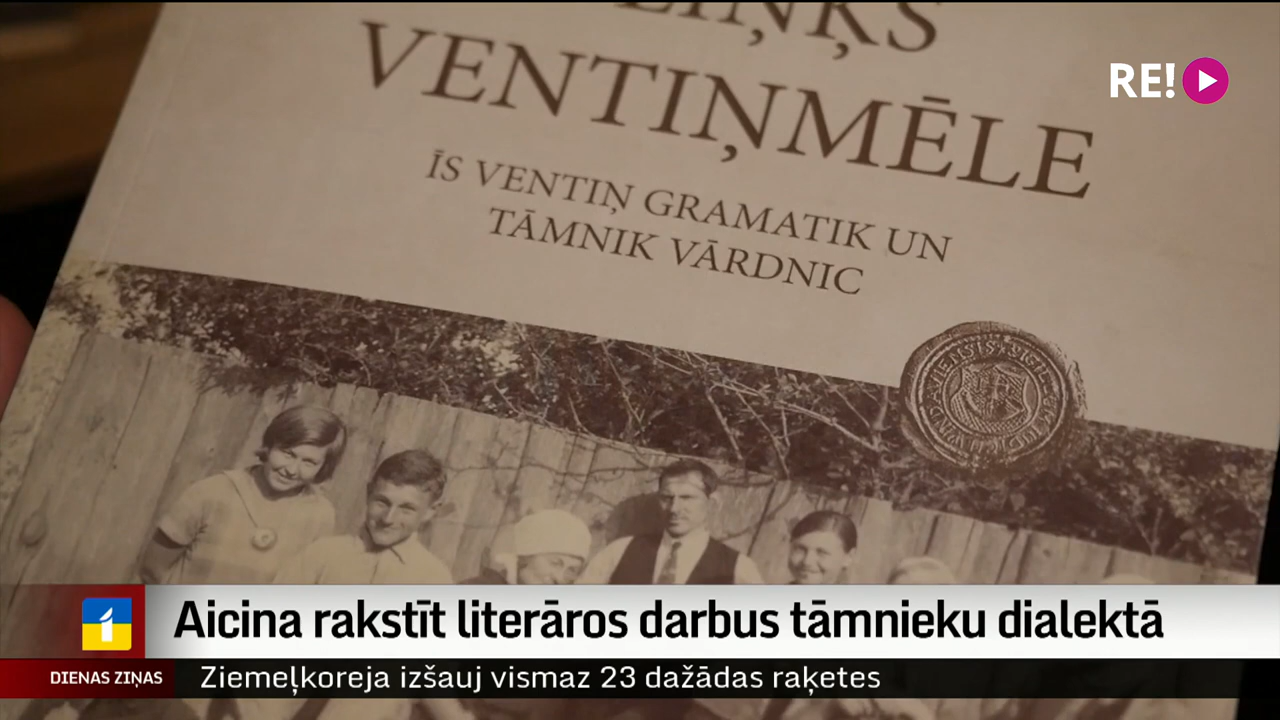 VENTIŅMĒLE
ĪS VENTIŅ GRAMATIK UN
TĀMNIK VĀRDNIC
RE!
1
Aicina rakstīt literāros darbus tāmnieku dialektā
DIENAS ZIŅAS
Ziemeļkoreja izšauj vismaz 23 dažādas raķetes